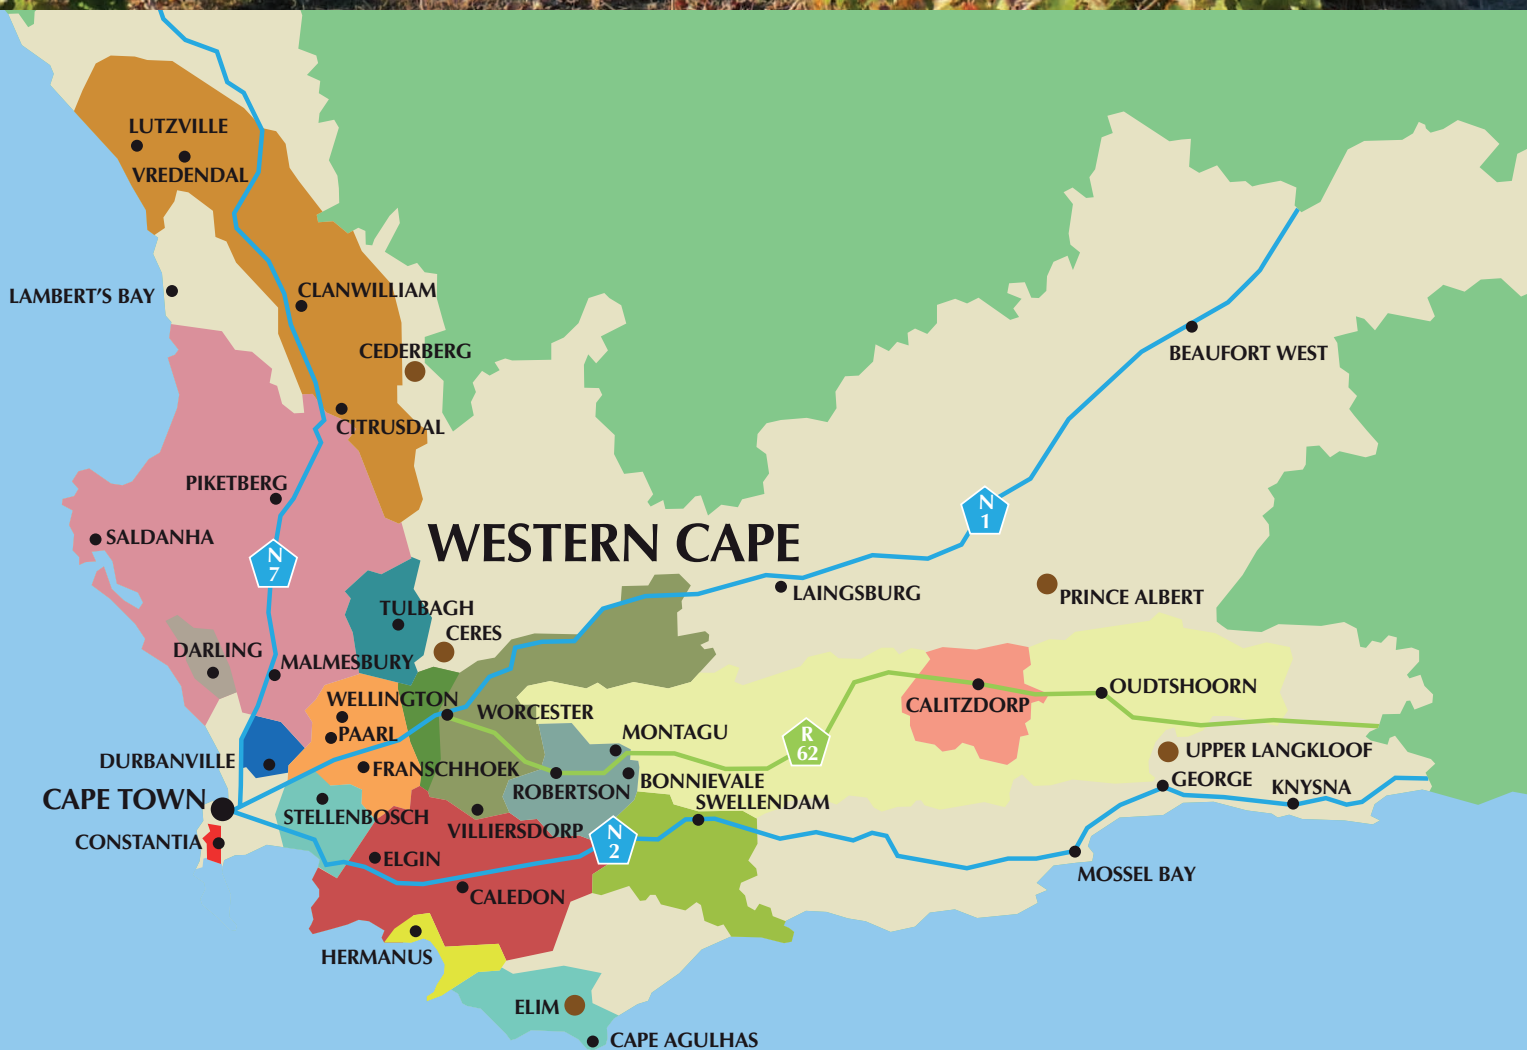 LUTZVILLE
VREDENDAL
LAMBERT'S BAY
CLANWILLIAM
CEDERBERG
BEAUFORT WEST
CITRUSDAL
PIKETBERG
N
1
SALDANHA
WESTERN CAPE
N
7
LAINGSBURG
PRINCE ALBERT
TULBAGH
CERES
DARLING
MALMESBURY
WELLINGTON
WORCESTER
CALITZDORP
OUDTSHOORN
PAARL
MONTAGU
R
62
UPPER LANGKLOOF
DURBANVILLE
FRANSCHHOEK
ROBERTSON
BONNIEVALE
GEORGE
KNYSNA
CAPE TOWN
STELLENBOSCH
SWELLENDAM
VILLIERSDORP
N
2
CONSTANTIA
ELGIN
MOSSEL BAY
CALEDON
HERMANUS
ELIM
CAPE AGULHAS